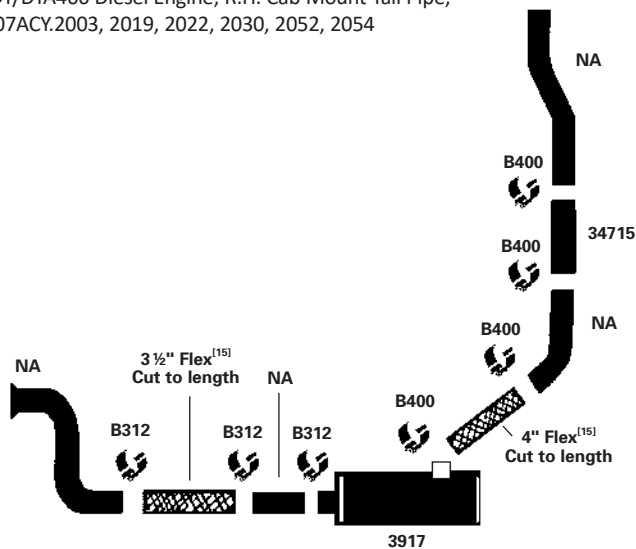 07ACY.2003, 2019, 2022, 2030, 2052, 2054
NA
B400
34715
B400
NA
B400
NA
3 ½" Flex[15]
Cut to length
NA
B400
B312
B312
B312
4" Flex[15]
Cut to length
3917